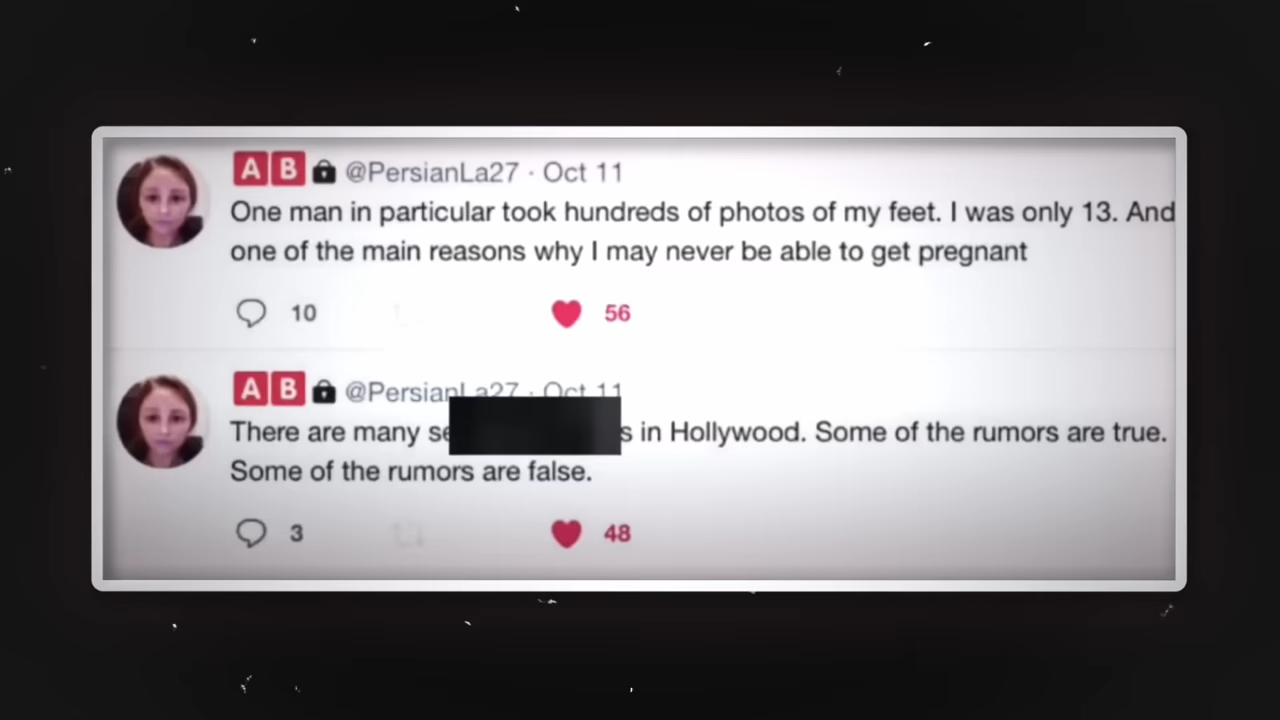 AB @PersianLa27 · Oct 11
One man in particular took hundreds of photos of my feet. I was only 13. And
one of the main reasons why I may never be able to get pregnant
10 56
AB @PersianLa27 · Oct 11
There are many s in Hollywood. Some of the rumors are true.
Some of the rumors are false.
3 48